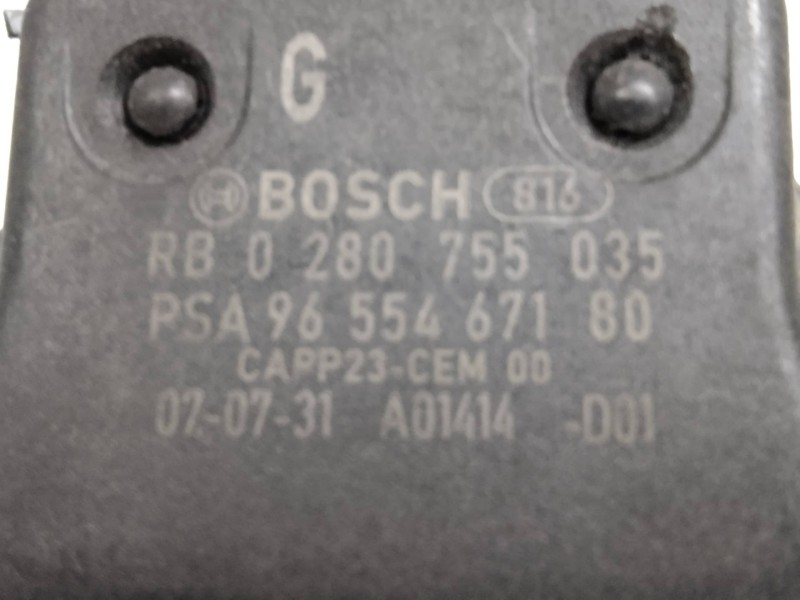 G
BOSCH 816
RB 0 280 755 035
PSA 96 554 671 80
CAPP23-CEM 00
07-07-31 A01414 -D01